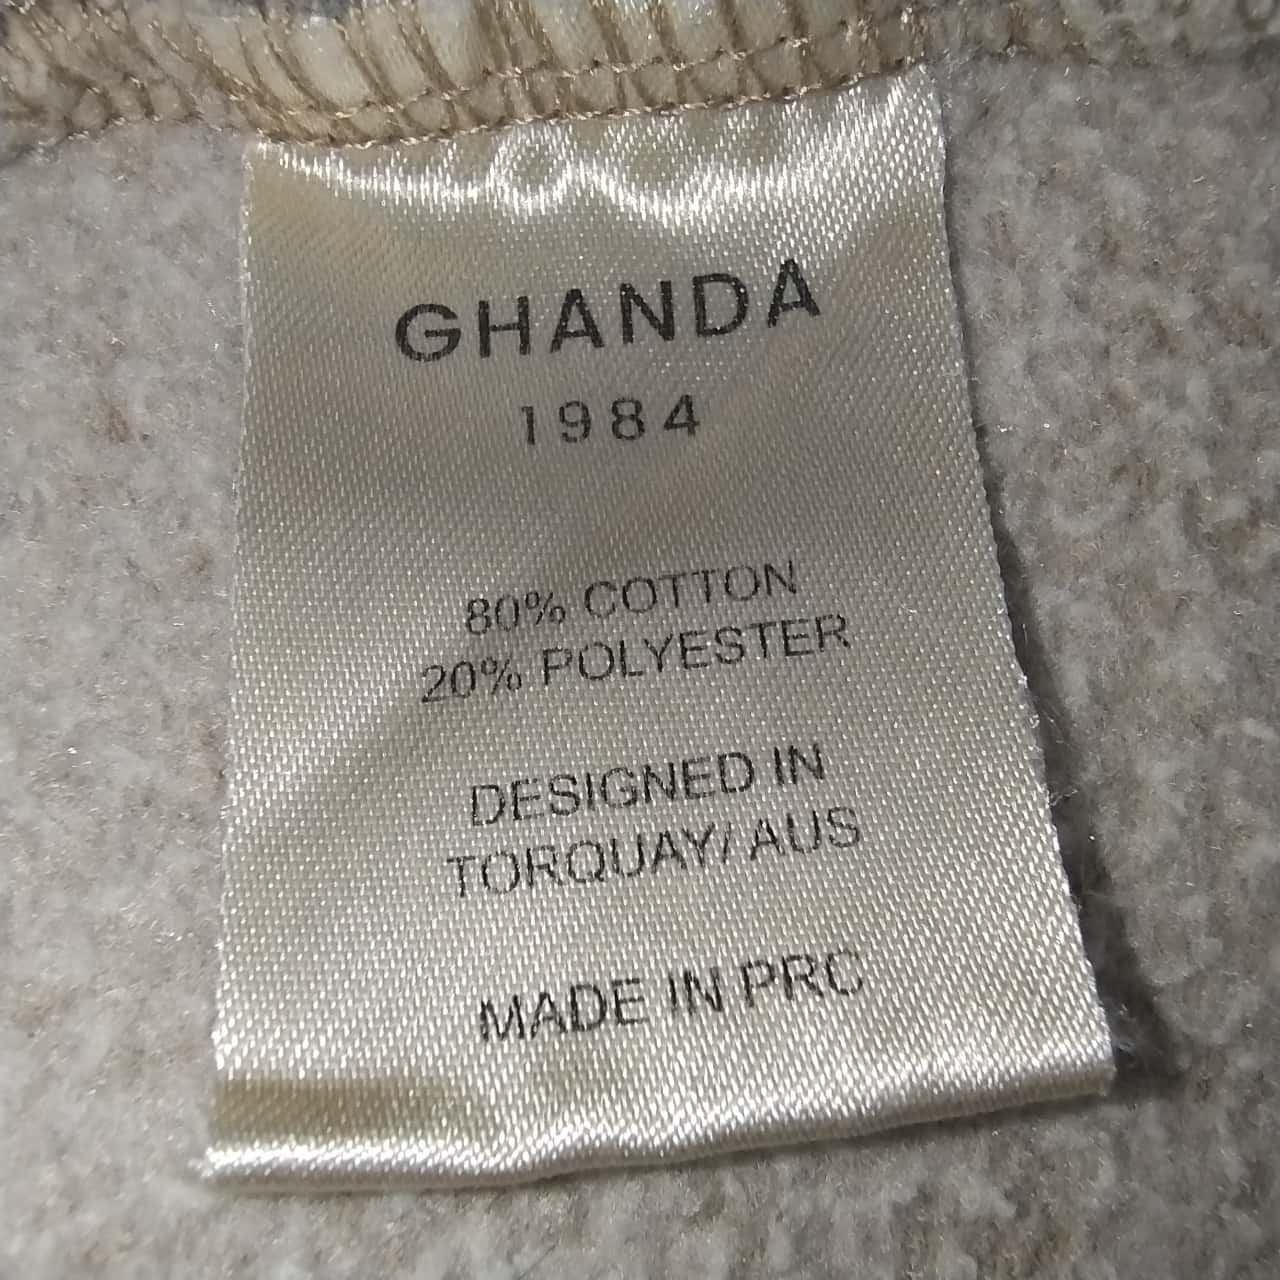 GHANDA
1984
80% COTTON
20% POLYESTER
DESIGNED IN
TORQUAY/ AUS
MADE IN PRC